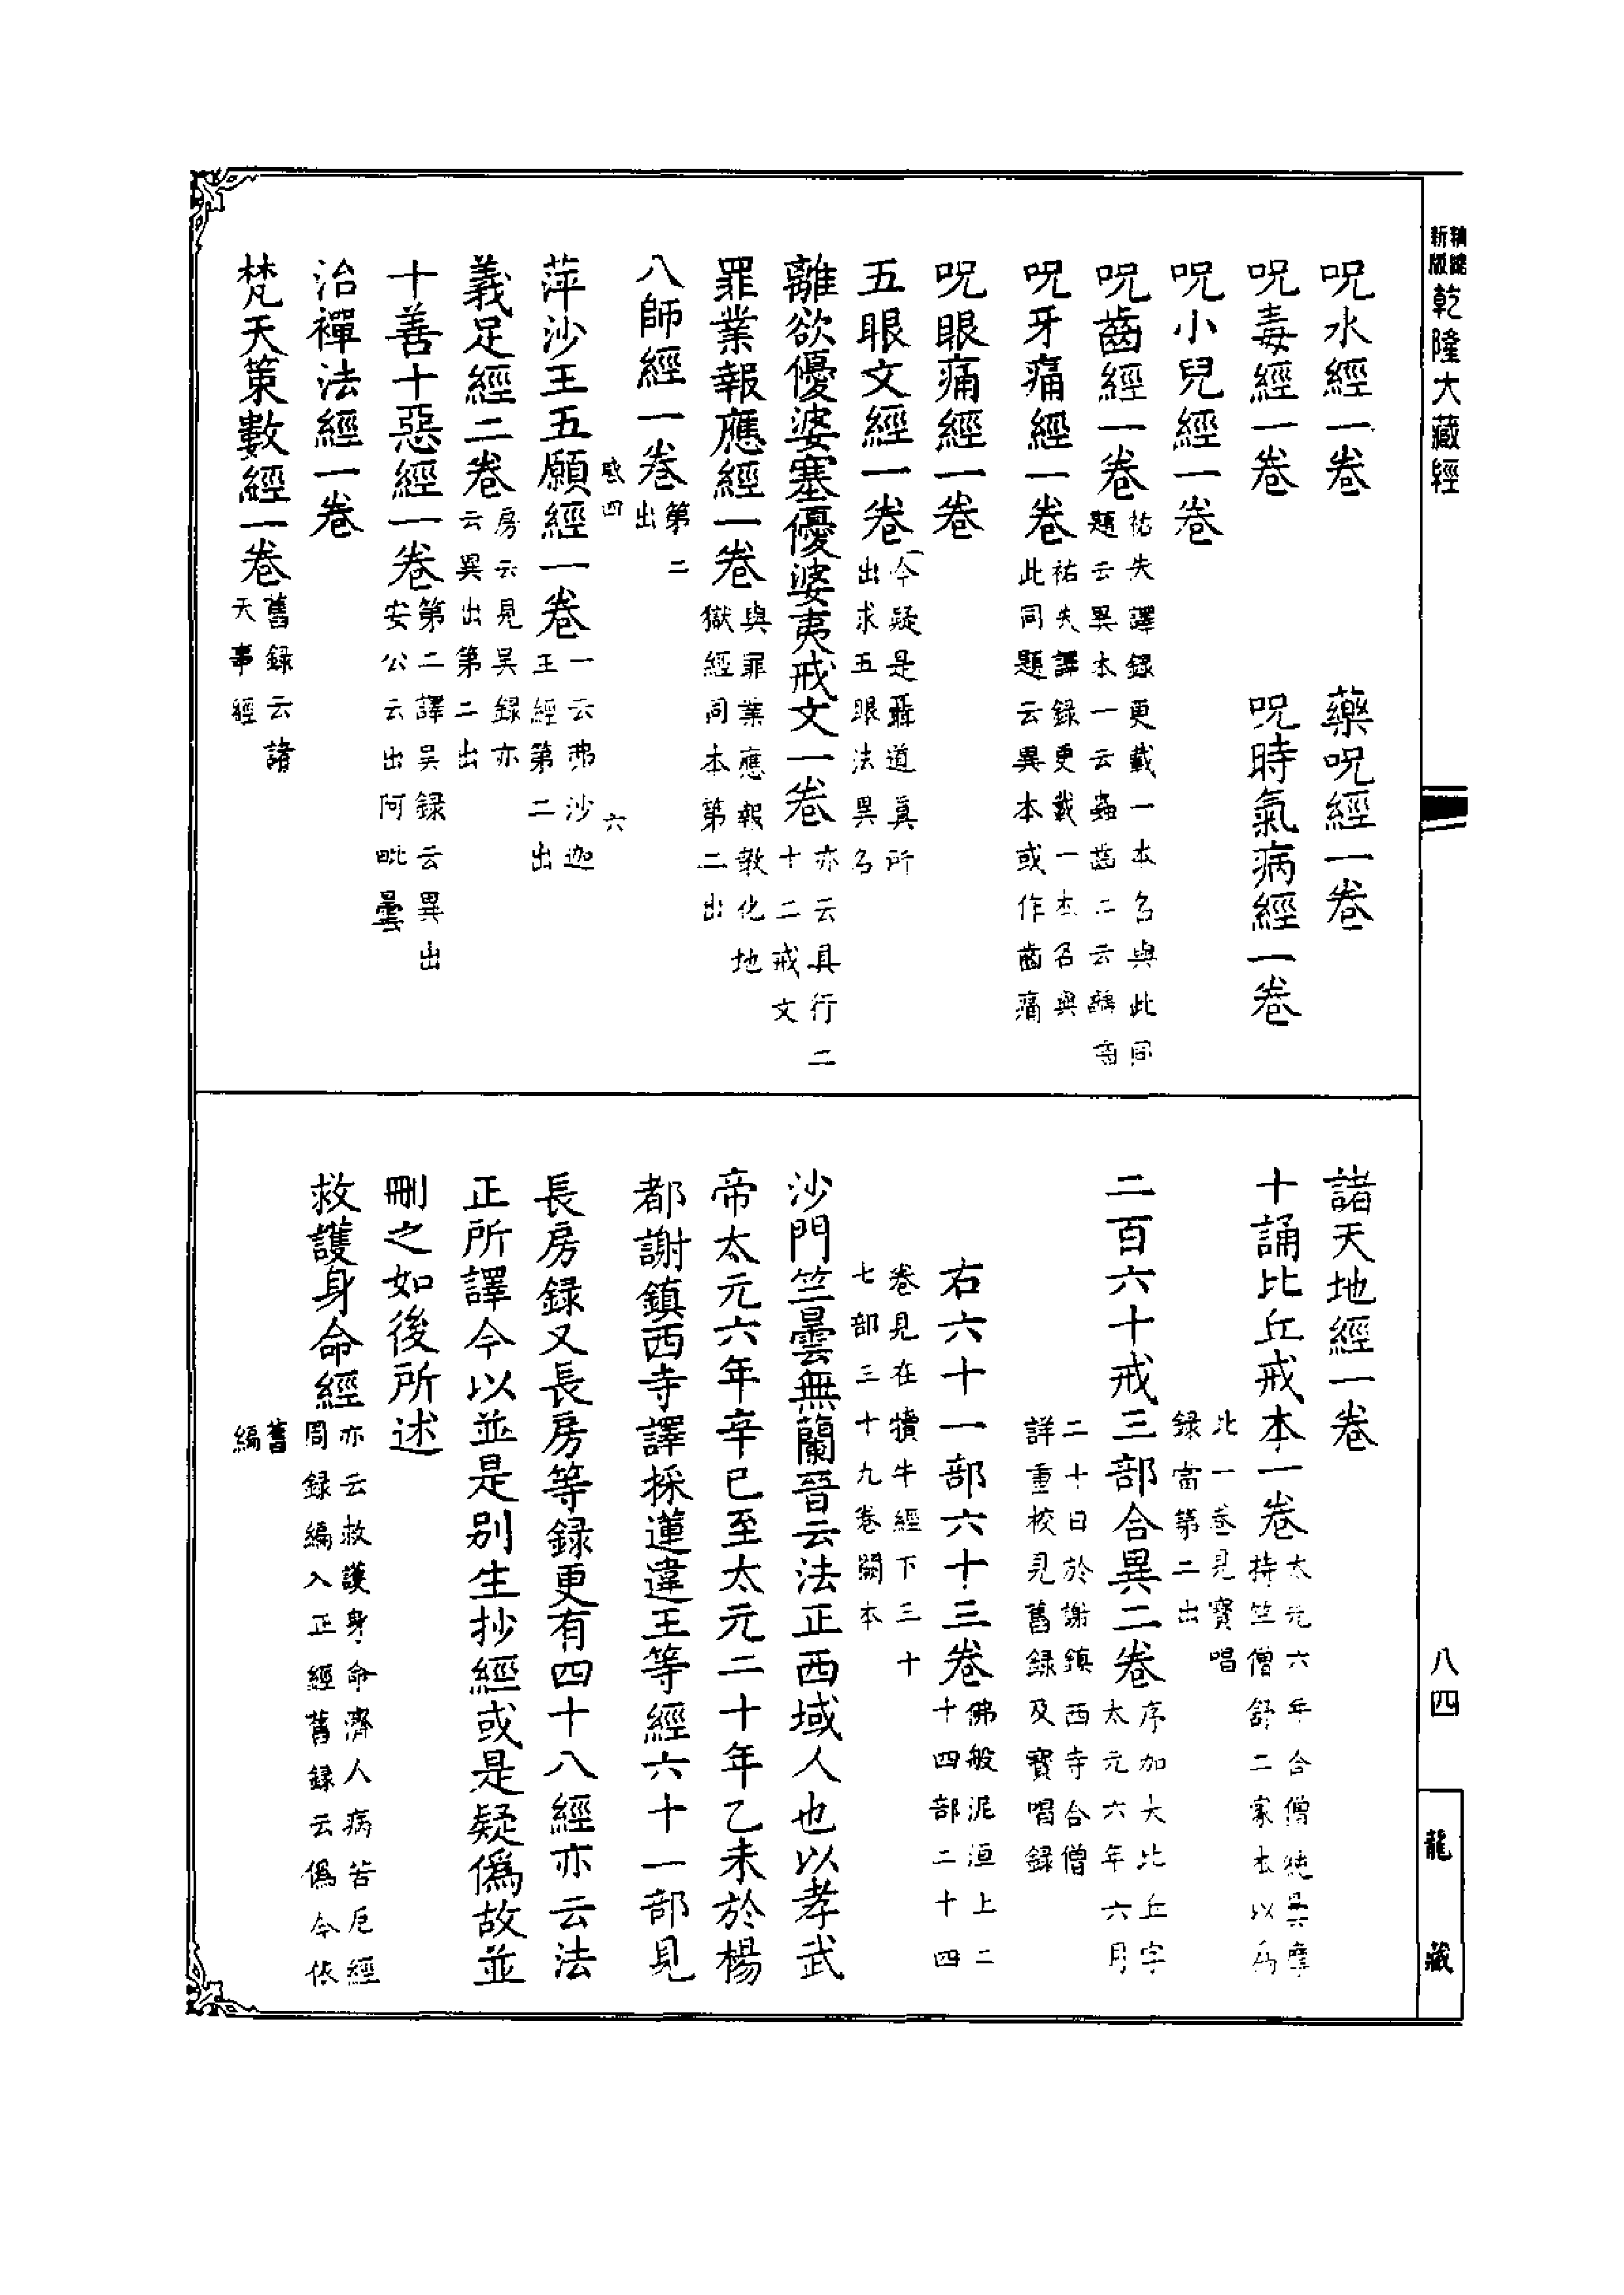 新版乾隆大藏經
呪水經一卷　藥呪經一卷
呪毒經一卷　呪時氣病經一卷
呪小兒經一卷
呪齒經一卷祐失譯録更載一本名與此同
題云異本一云蟲齒二云齲齒
呪牙痛經一卷祐失譯録更載一本名與
此同題云異本或作齒痛
呪眼痛經一卷
五眼文經一卷今疑是聶道真所
出求五眼法異名
離欲優婆塞優婆夷戒文一卷亦云具行二
十二戒文
罪業報應經一卷與罪業應報教化地
獄經同本第二出
八師經一卷第二
出
四　六
萍沙王五願經一卷一云弗沙迦
王經第二出
義足經二卷房云見吳録亦
云異出第二出
十善十惡經一卷第二譯吳録云異出
安公云出阿毗曇
治禪法經一卷
梵天策數經一卷舊録云諸
天事經
諸天地經一卷
十誦比丘戒本一卷太元六年合僧純曇摩
持竺僧舒二家本以為
此一卷見寶唱
録當第二出
二百六十戒三部合異二卷序加大比丘字
太元六年六月
二十日於謝鎮西寺合僧
詳重校見舊録及寶唱録
右六十一部六十三卷佛般泥洹上二
十四部二十四
卷見在犢牛經下三十
七部三十九卷闕本
沙門竺曇無蘭晉云法正西域人也以孝武
帝太元六年辛巳至太元二十年乙未於楊
都謝鎮西寺譯採蓮違王等經六十一部見
長房録又長房等録更有四十八經亦云法
正所譯今以並是別生抄經或是疑僞故並
刪之如後所述
救護身命經亦云救護身命濟人病苦厄經
周録編入正經舊録云僞今依
舊
編
八四
龍藏